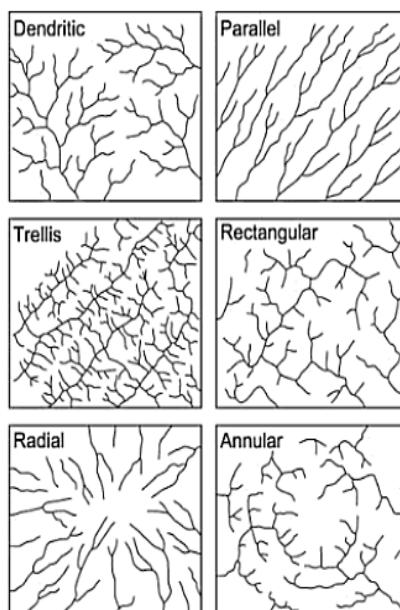 Dendritic
Parallel
Trellis
Rectangular
Radial
Annular